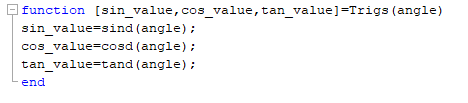 function [sin_value,cos_value,tan_value]=Trigs(angle)
sin_value=sind(angle);
cos_value=cosd(angle);
tan_value=tand(angle);
end